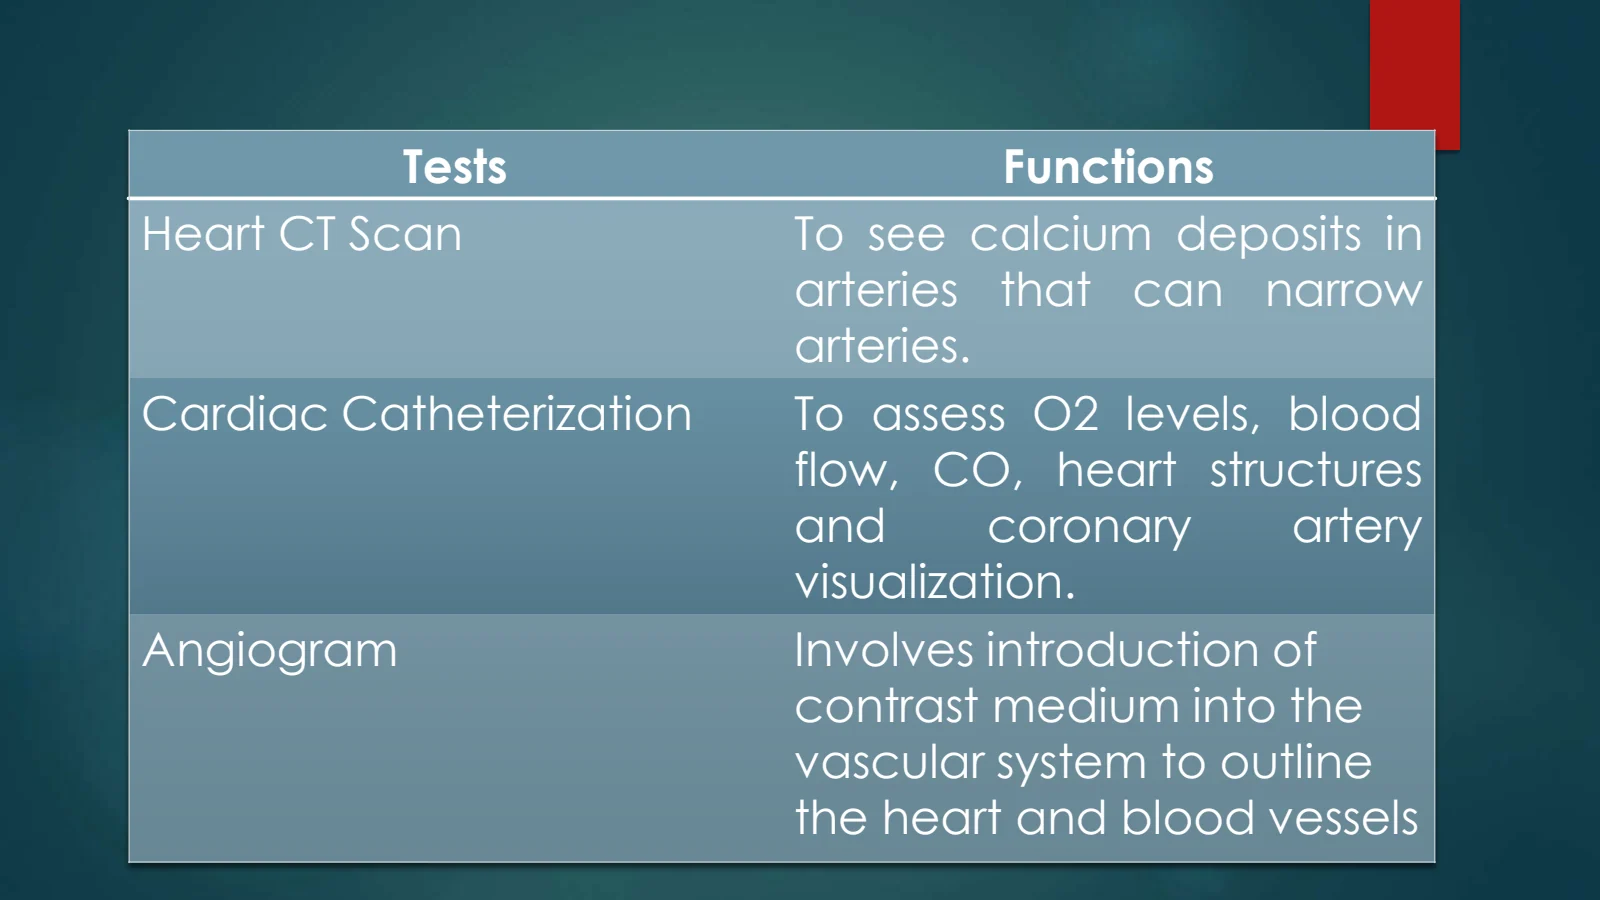 Tests
Functions
Heart CT Scan
To see calcium deposits in
arteries that can narrow
arteries.
Cardiac Catheterization
To assess O2 levels, blood
flow, CO, heart structures
and coronary artery
visualization.
Angiogram
Involves introduction of
contrast medium into the
vascular system to outline
the heart and blood vessels